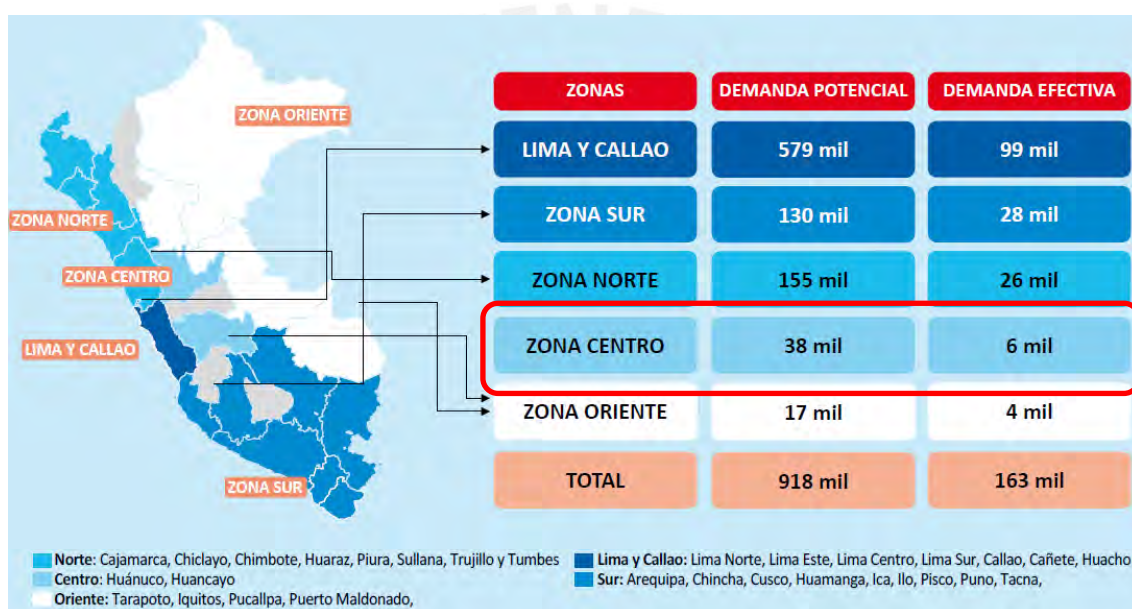 ZONAS DEMANDA POTENCIAL DEMANDA EFECTIVA
ZONA ORIENTE
LIMA Y CALLAO 579 mil 99 mil
ZONA SUR 130 mil 28 mil
ZONA NORTE
ZONA CENTRO
ZONA NORTE 155 mil 26 mil
LIMA Y CALLAO
ZONA CENTRO 38 mil 6 mil
ZONA ORIENTE 17 mil 4 mil
ZONA SUR
TOTAL 918 mil 163 mil
Norte: Cajamarca, Chiclayo, Chimbote, Huaraz, Piura, Sullana, Trujillo y Tumbes
Centro: Huánuco, Huancayo
Oriente: Tarapoto, Iquitos, Pucallpa, Puerto Maldonado,
Lima y Callao: Lima Norte, Lima Este, Lima Centro, Lima Sur, Callao, Cañete, Huacho
Sur: Arequipa, Chincha, Cusco, Huamanga, Ica, Ilo, Pisco, Puno, Tacna,